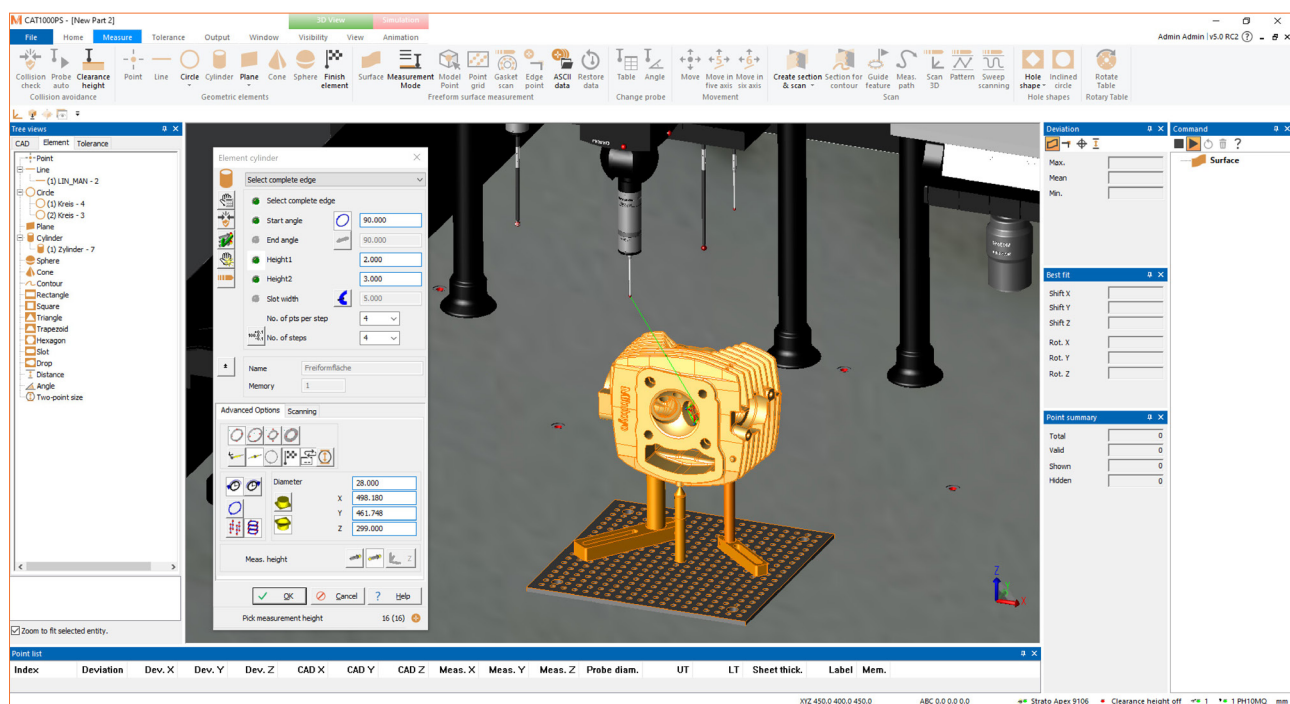 CAT1000PS - [New Part 2]
3D View Simulation
File Home Measure Tolerance Output Window Visibility View Animation
Admin Admin | v5.0 RC2
Collision check Probe auto Clearance height Point Line Circle Cylinder Plane Cone Sphere Finish element Surface Measurement Mode Model Point Point grid Gasket scan Edge point ASCII data Restore data Table Angle Move Move in five axis Move in six axis Create section & scan Section for contour Guide feature Meas. path Scan 3D Pattern Sweep scanning Hole shape Inclined circle Rotate Table
Collision avoidance Geometric elements Freeform surface measurement Change probe Movement Scan Hole shapes Rotary Table
Tree views
CAD Element Tolerance
Point
Line
(1) LIN_MAN - 2
Circle
(1) Kreis - 4
(2) Kreis - 3
Plane
Cylinder
(1) Zylinder - 7
Sphere
Cone
Contour
Rectangle
Square
Triangle
Trapezoid
Hexagon
Slot
Drop
Distance
Angle
Two-point size
Zoom to fit selected entity.
Element cylinder
Select complete edge
Select complete edge
Start angle 90.000
End angle 90.000
Height1 2.000
Height2 3.000
Slot width 5.000
No. of pts per step 4
No. of steps 4
Name Freiformfläche
Memory 1
Advanced Options Scanning
Diameter 28.000
X 498.180
Y 461.748
Z 299.000
Meas. height Z
OK Cancel Help
Pick measurement height 16 (16)
Mitutoyo
Z
X
Deviation
Max.
Mean
Min.
Best fit
Shift X
Shift Y
Shift Z
Rot. X
Rot. Y
Rot. Z
Point summary
Total 0
Valid 0
Shown 0
Hidden 0
Command
Surface
Point list
Index Deviation Dev. X Dev. Y Dev. Z CAD X CAD Y CAD Z Meas. X Meas. Y Meas. Z Probe diam. UT LT Sheet thick. Label Mem.
XYZ 450.0 400.0 450.0 ABC 0.0 0.0 0.0 Strato Apex 9106 Clearance height off 1 1 PH10MQ mm